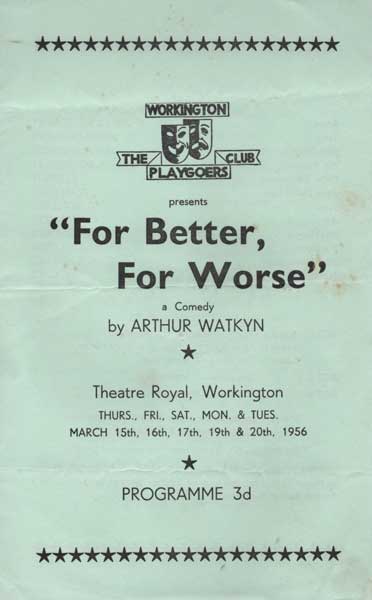 WORKINGTON
THE CLUB
PLAYGOERS
presents
“For Better,
For Worse”
a Comedy
by ARTHUR WATKYN
Theatre Royal, Workington
THURS., FRI., SAT., MON. & TUES.
MARCH 15th, 16th, 17th, 19th & 20th, 1956
PROGRAMME 3d